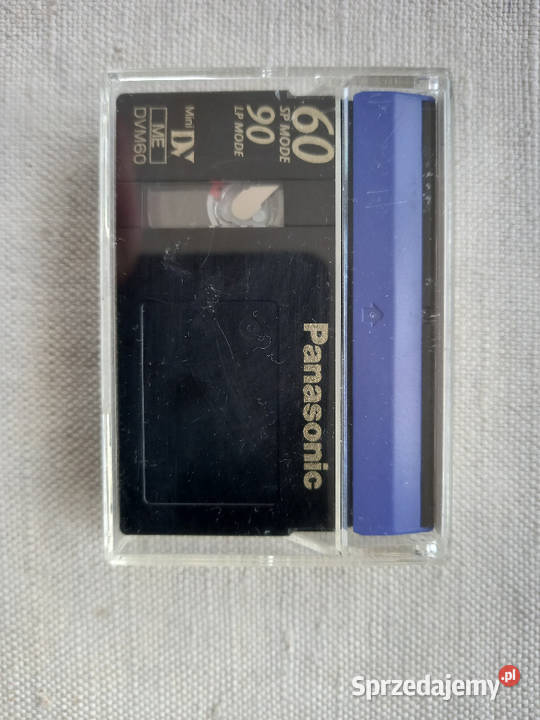 Panasonic
60
SP MODE
90
LP MODE
Mini DV
ME
DVM60
Sprzedajemy.pl